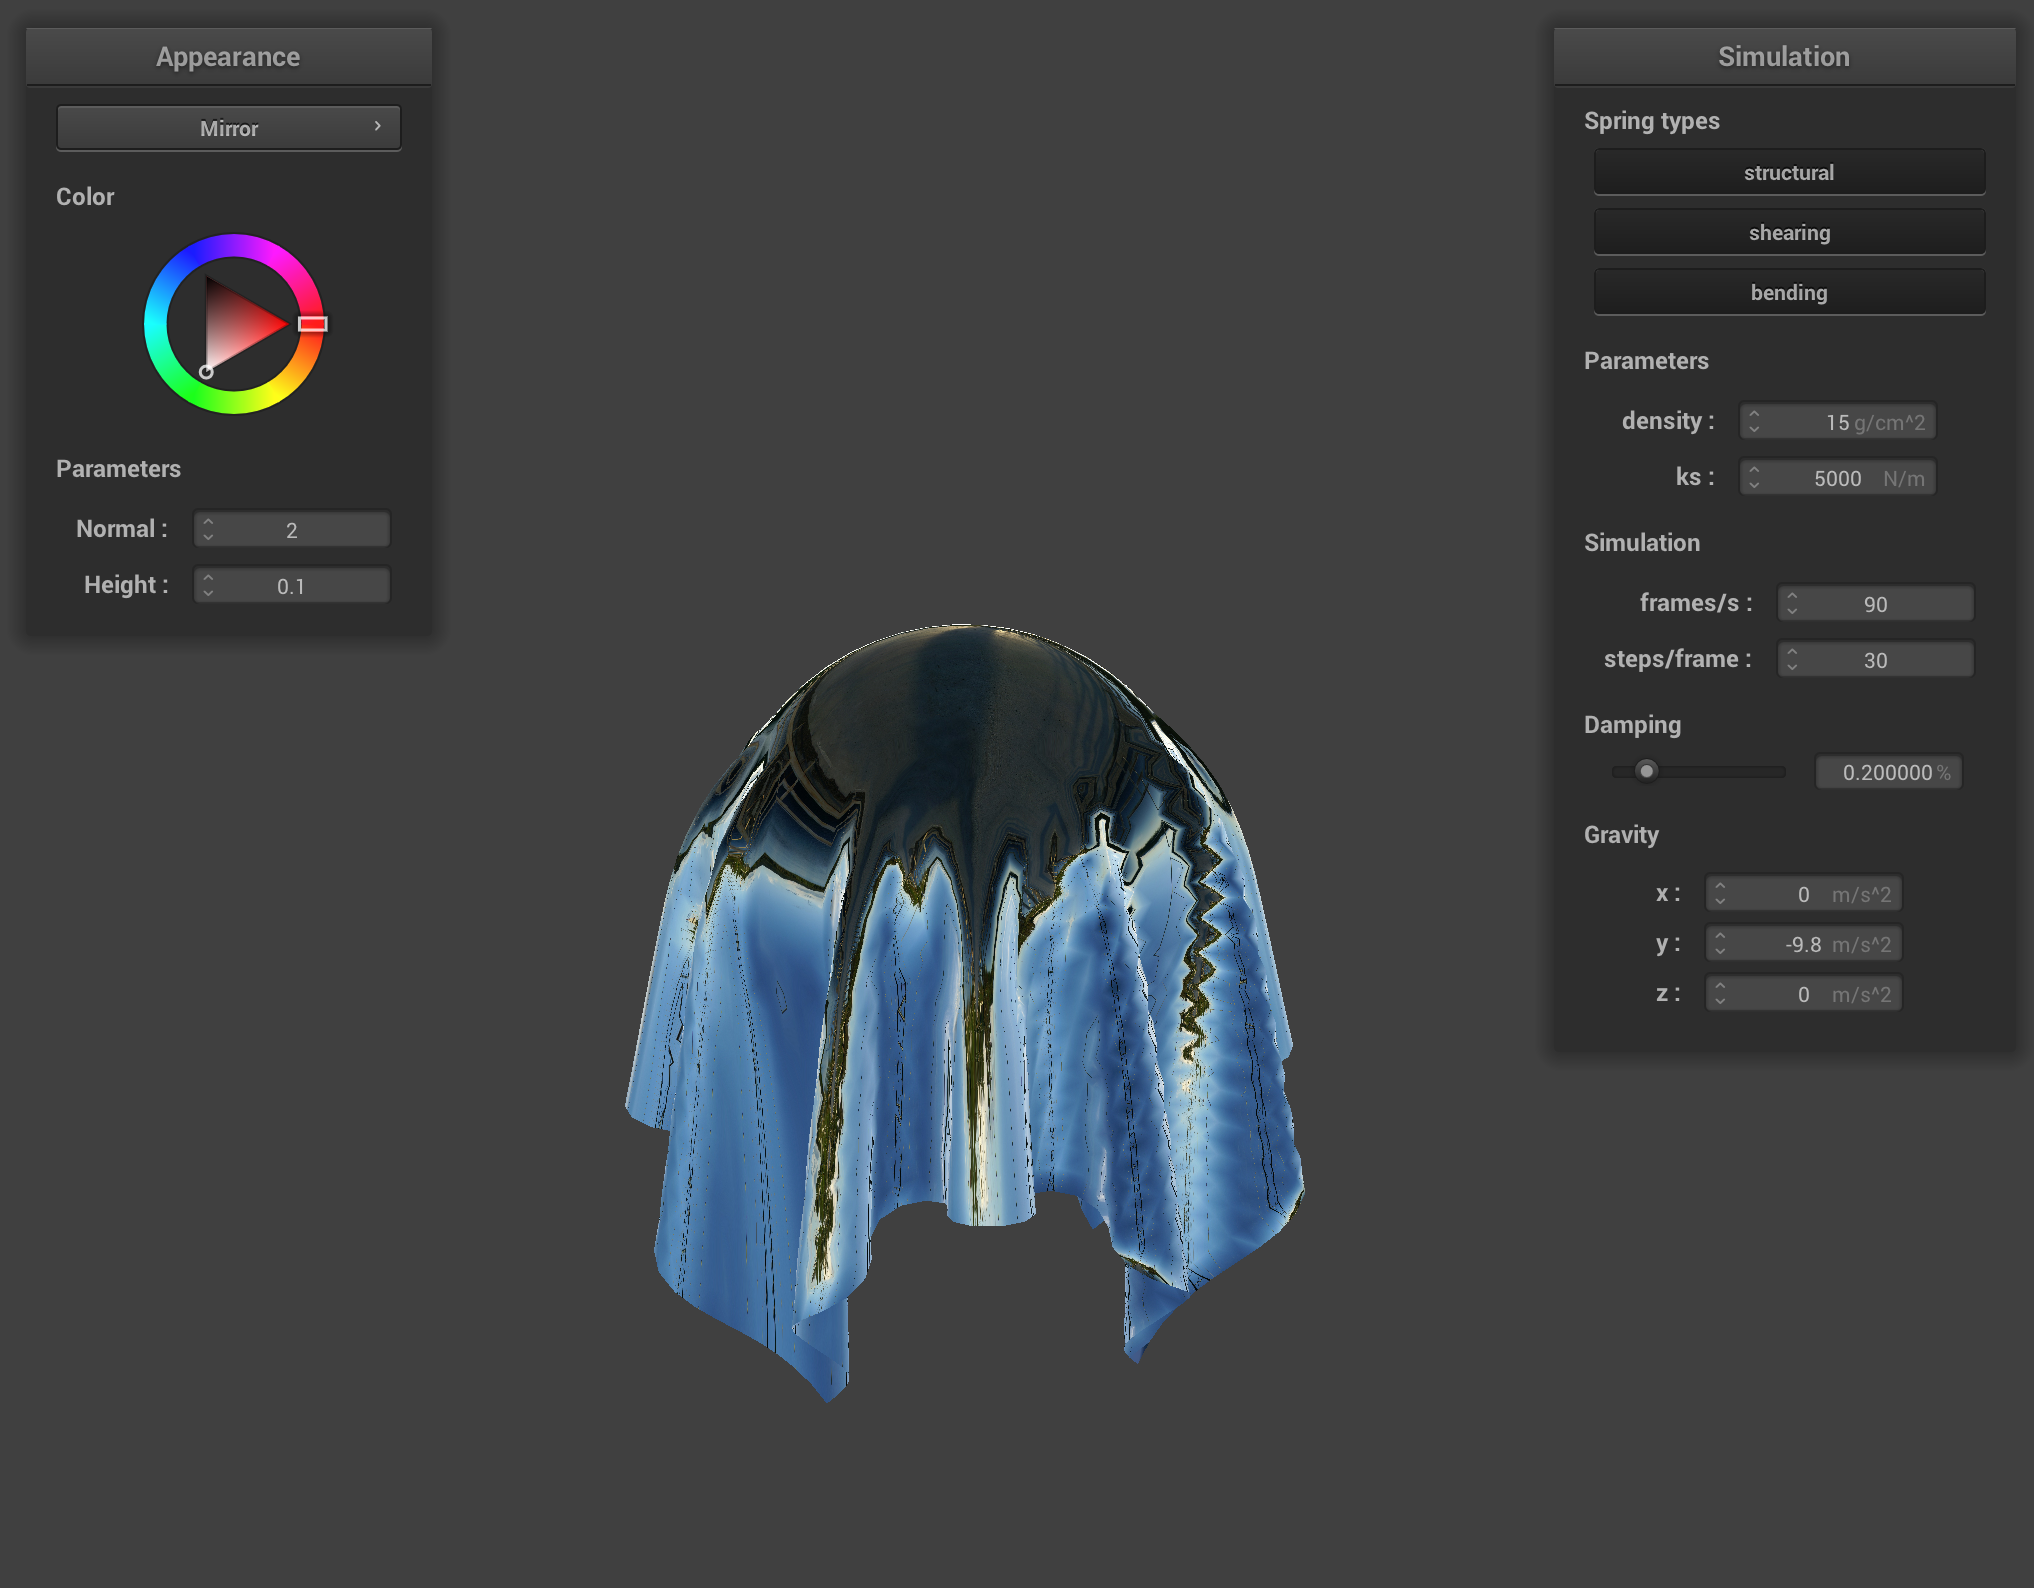 Appearance
Mirror
Color
Parameters
Normal : 2
Height : 0.1
Simulation
Spring types
structural
shearing
bending
Parameters
density : 15 g/cm^2
ks : 5000 N/m
Simulation
frames/s : 90
steps/frame : 30
Damping
0.200000 %
Gravity
x : 0 m/s^2
y : -9.8 m/s^2
z : 0 m/s^2